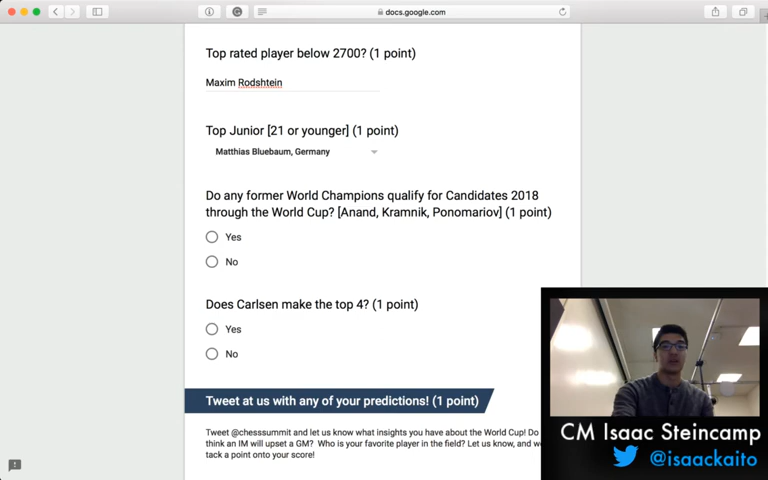 docs.google.com
Top rated player below 2700? (1 point)
Maxim Rodshtein
Top Junior [21 or younger] (1 point)
Matthias Bluebaum, Germany
Do any former World Champions qualify for Candidates 2018
through the World Cup? [Anand, Kramnik, Ponomariov] (1 point)
Yes
No
Does Carlsen make the top 4? (1 point)
Yes
No
Tweet at us with any of your predictions! (1 point)
Tweet @chesssummit and let us know what insights you have about the World Cup! Do
think an IM will upset a GM? Who is your favorite player in the field? Let us know, and
tack a point onto your score!
CM Isaac Steincamp
@isaackaito